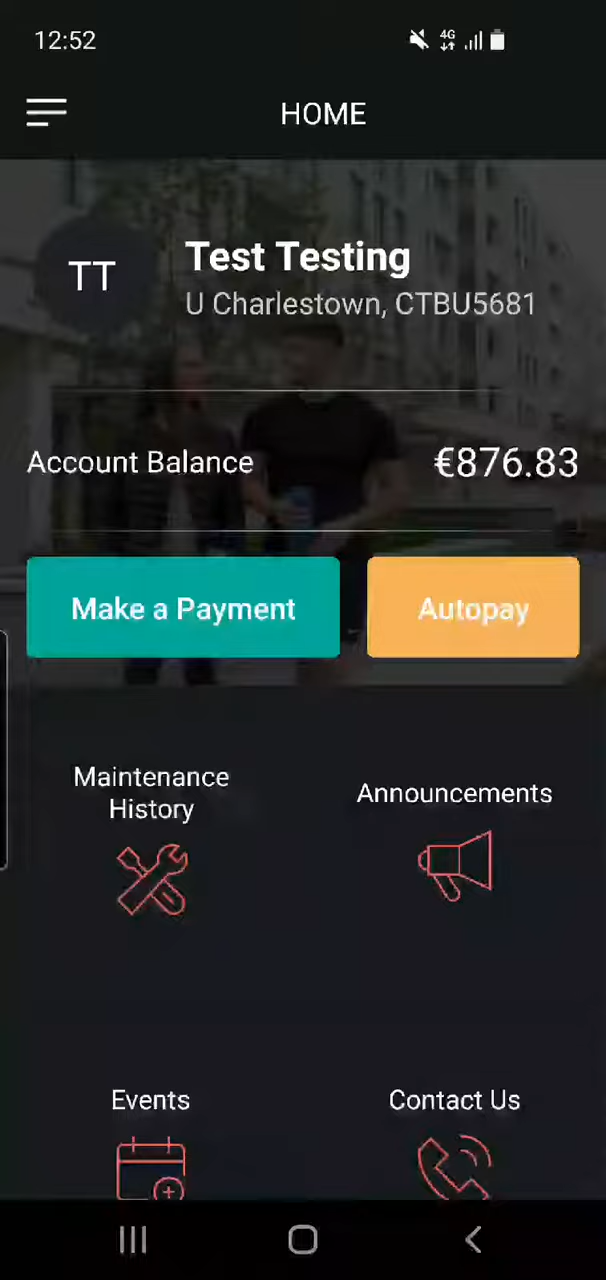 12:52
4G
HOME
TT
Test Testing
U Charlestown, CTBU5681
Account Balance
€876.83
Make a Payment
Autopay
Maintenance
History
Announcements
Events
Contact Us